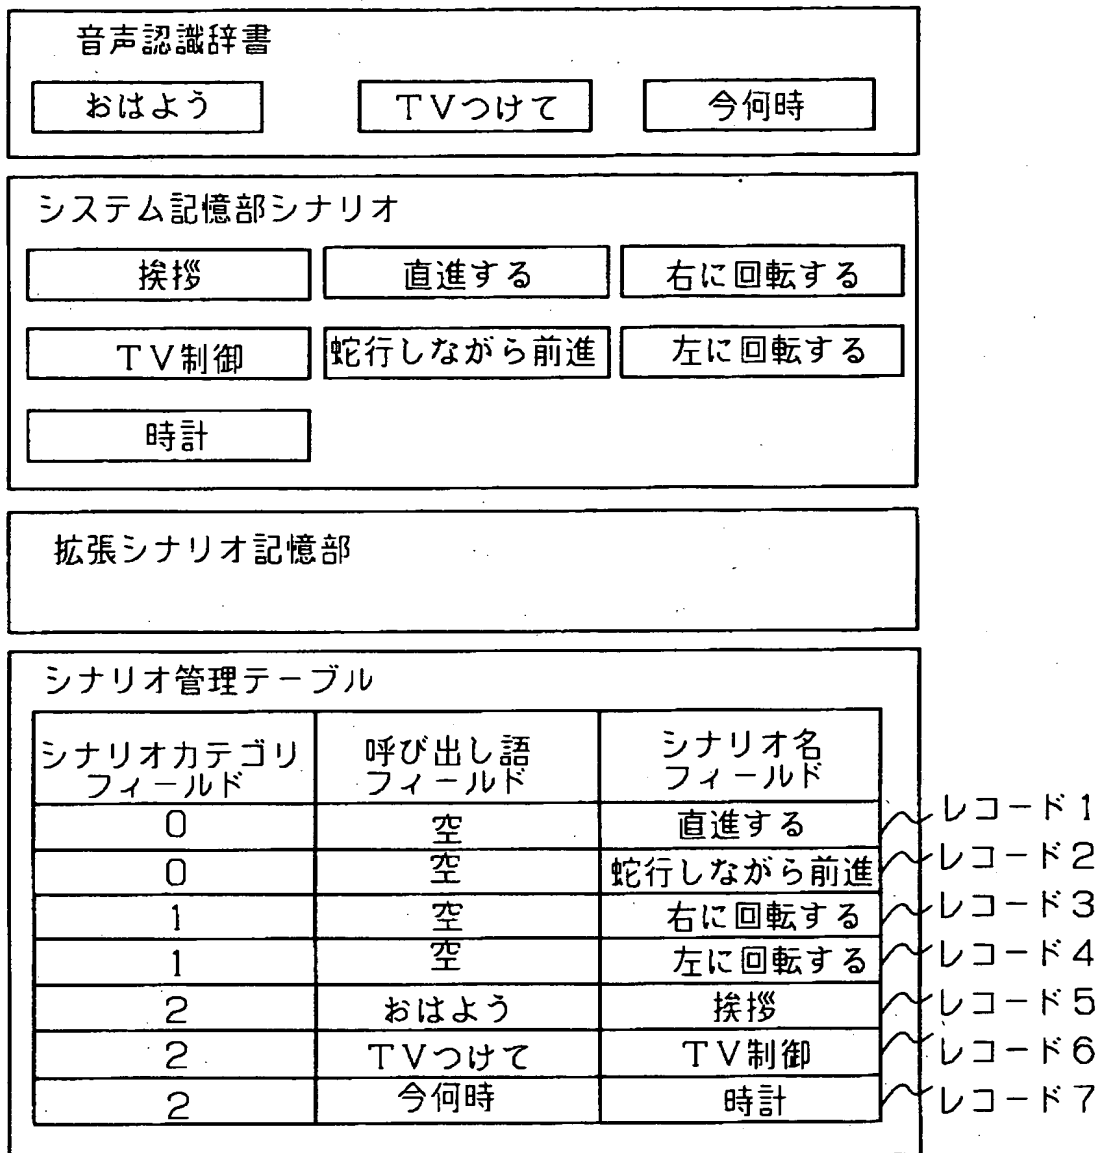 音声認識辞書
おはよう TVつけて 今何時
システム記憶部シナリオ
挨拶 直進する 右に回転する
TV制御 蛇行しながら前進 左に回転する
時計
拡張シナリオ記憶部
シナリオ管理テーブル
シナリオカテゴリ 呼び出し語 シナリオ名
フィールド フィールド フィールド
0 空 直進する レコード1
0 空 蛇行しながら前進 レコード2
1 空 右に回転する レコード3
1 空 左に回転する レコード4
2 おはよう 挨拶 レコード5
2 TVつけて TV制御 レコード6
2 今何時 時計 レコード7